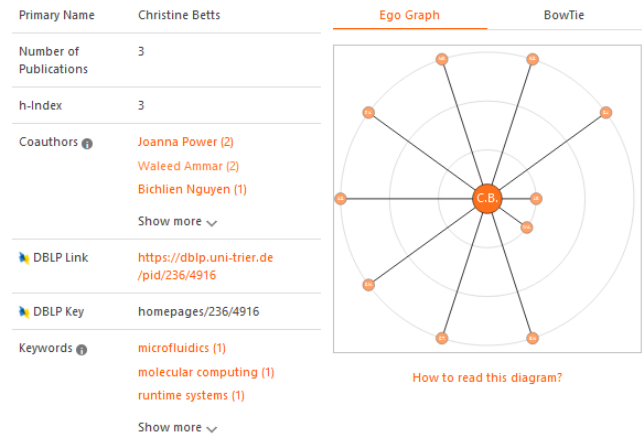 Primary Name Christine Betts
Number of Publications 3
h-Index 3
Coauthors Joanna Power (2)
Waleed Ammar (2)
Bichlien Nguyen (1)
Show more
DBLP Link https://dblp.uni-trier.de
/pid/236/4916
DBLP Key homepages/236/4916
Keywords microfluidics (1)
molecular computing (1)
runtime systems (1)
Show more
Ego Graph BowTie
C.B.
How to read this diagram?